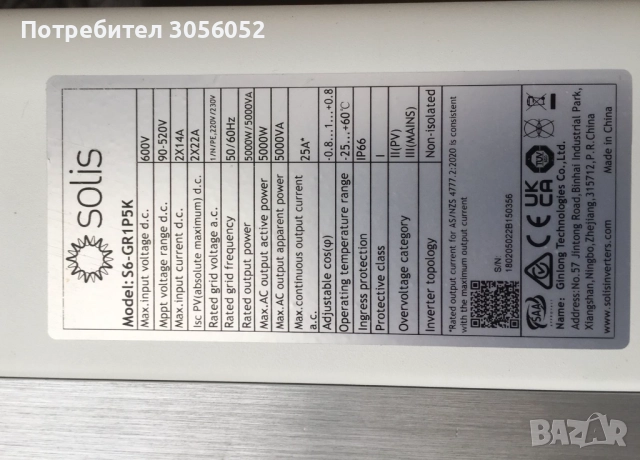 Потребител 3056052
solis
Model: S6-GR1P5K
Max.input voltage d.c. 600V
Mppt voltage range d.c. 90-520V
Max.input current d.c. 2X14A
Isc PV(absolute maximum) d.c. 2X22A
Rated grid voltage a.c. 1/N/PE,220V/230V
Rated grid frequency 50/60Hz
Rated output power 5000W/5000VA
Max.AC output active power 5000W
Max.AC output apparent power 5000VA
Max.continuous output current a.c. 25A*
Adjustable cos(φ) -0.8...1...+0.8
Operating temperature range -25...+60℃
Ingress protection IP66
Protective class I
Overvoltage category II(PV) III(MAINS)
Inverter topology Non-isolated
*Rated output current for AS/NZS 4777.2:2020 is consistent
with the maximum output current
S/N
180205022B150356
SAA
CE
UK
CA
TÜV
Name: Ginlong Technologies Co.,Ltd.
Address:No.57 Jintong Road,Binhai Industrial Park,
Xiangshan,Ningbo,Zhejiang,315712,P.R.China
www.solisinverters.com
BAZAR